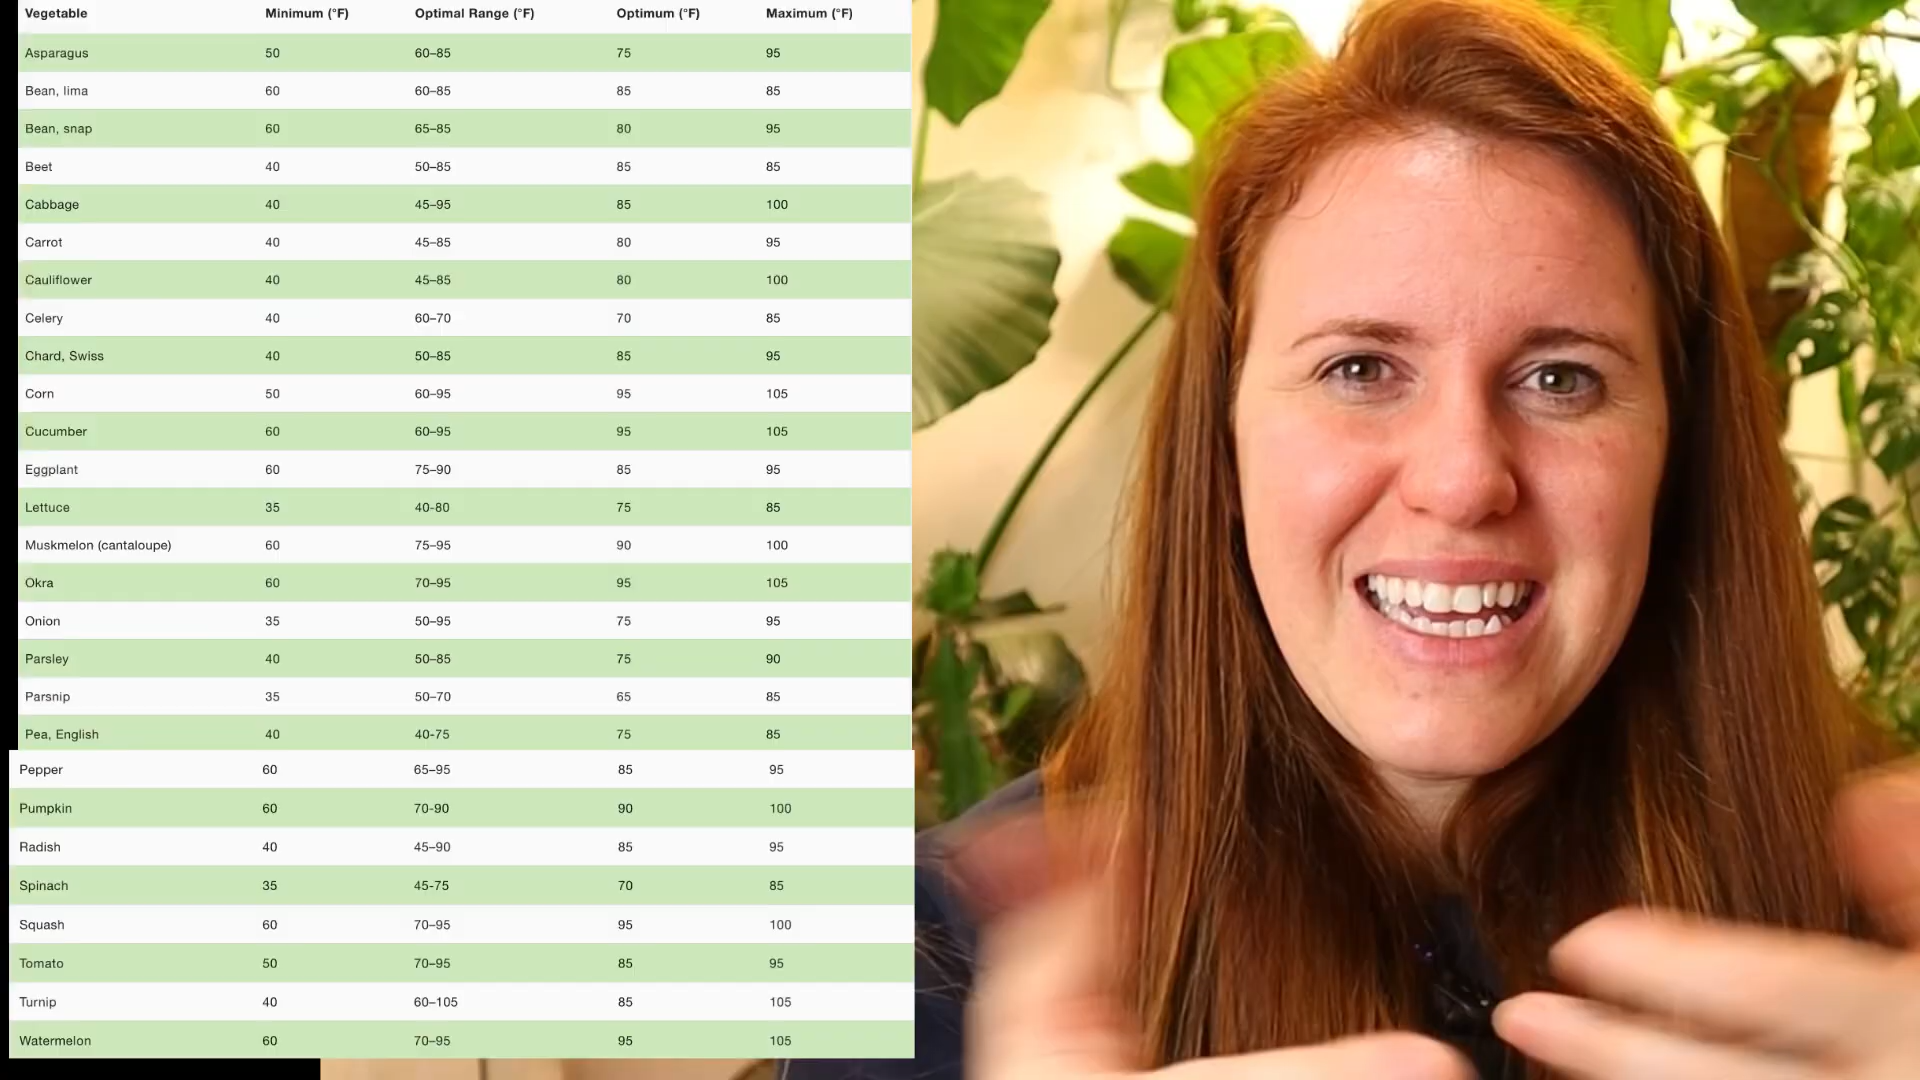 Vegetable Minimum (°F) Optimal Range (°F) Optimum (°F) Maximum (°F)
Asparagus 50 60–85 75 95
Bean, lima 60 60–85 85 85
Bean, snap 60 65–85 80 95
Beet 40 50–85 85 85
Cabbage 40 45–95 85 100
Carrot 40 45–85 80 95
Cauliflower 40 45–85 80 100
Celery 40 60–70 70 85
Chard, Swiss 40 50–85 85 95
Corn 50 60–95 95 105
Cucumber 60 60–95 95 105
Eggplant 60 75–90 85 95
Lettuce 35 40-80 75 85
Muskmelon (cantaloupe) 60 75–95 90 100
Okra 60 70–95 95 105
Onion 35 50–95 75 95
Parsley 40 50–85 75 90
Parsnip 35 50–70 65 85
Pea, English 40 40-75 75 85
Pepper 60 65–95 85 95
Pumpkin 60 70-90 90 100
Radish 40 45–90 85 95
Spinach 35 45-75 70 85
Squash 60 70–95 95 100
Tomato 50 70–95 85 95
Turnip 40 60–105 85 105
Watermelon 60 70–95 95 105